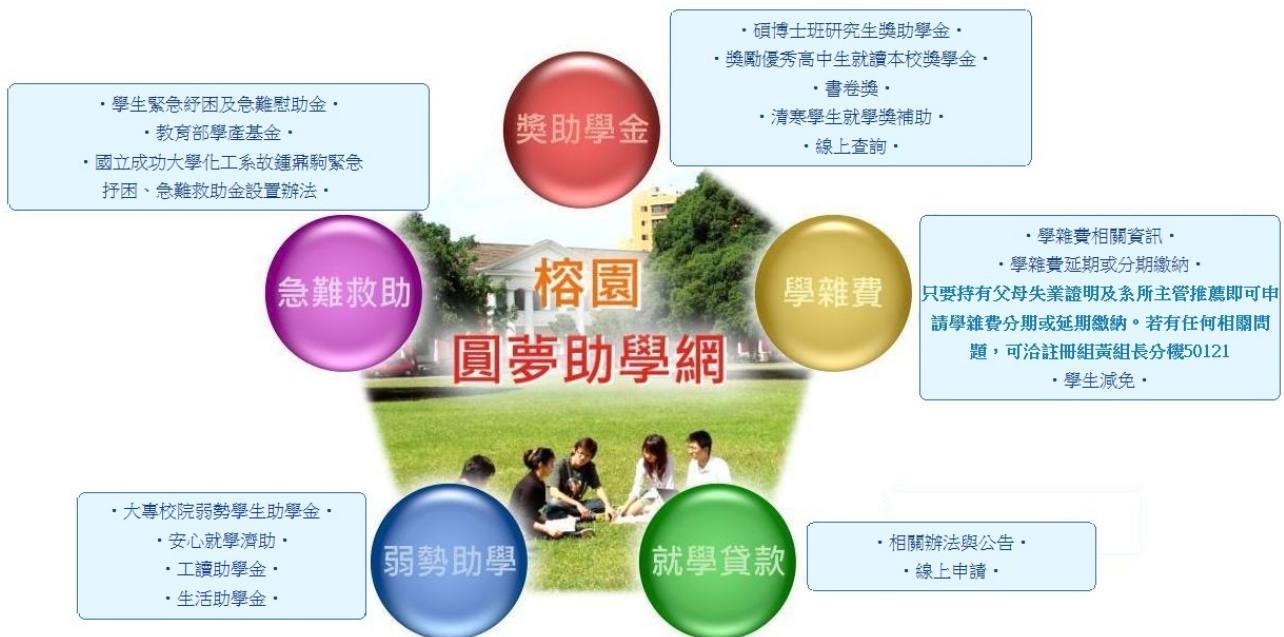 ・碩博士班研究生獎助學金・
・獎勵優秀高中生就讀本校獎學金・
・書卷獎・
・清寒學生就學獎補助・
・線上查詢・
獎助學金
・學生緊急紓困及急難慰助金・
・教育部學產基金・
・國立成功大學化工系故鍾鼐駒緊急
抒困、急難救助金設置辦法・
急難救助
榕園
圓夢助學網
學雜費
・學雜費相關資訊・
・學雜費延期或分期繳納・
只要持有父母失業證明及系所主管推薦即可申
請學雜費分期或延期繳納。若有任何相關問
題，可洽註冊組黃組長分機50121
・學生減免・
・大專校院弱勢學生助學金・
・安心就學濟助・
・工讀助學金・
・生活助學金・
弱勢助學
就學貸款
・相關辦法與公告・
・線上申請・